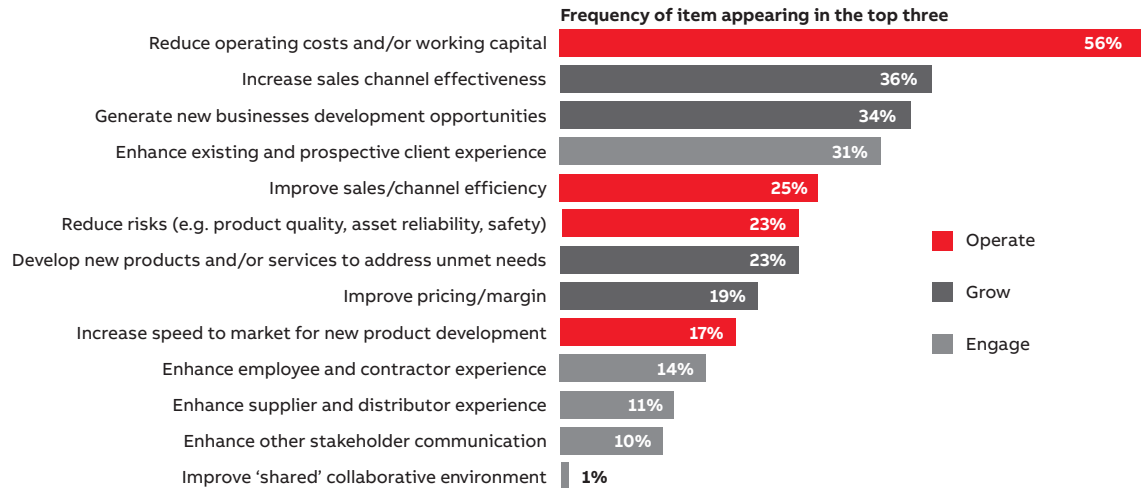 Frequency of item appearing in the top three
Reduce operating costs and/or working capital 56%
Increase sales channel effectiveness 36%
Generate new businesses development opportunities 34%
Enhance existing and prospective client experience 31%
Improve sales/channel efficiency 25%
Reduce risks (e.g. product quality, asset reliability, safety) 23%
Operate
Develop new products and/or services to address unmet needs 23%
Improve pricing/margin 19%
Grow
Increase speed to market for new product development 17%
Engage
Enhance employee and contractor experience 14%
Enhance supplier and distributor experience 11%
Enhance other stakeholder communication 10%
Improve ‘shared’ collaborative environment 1%